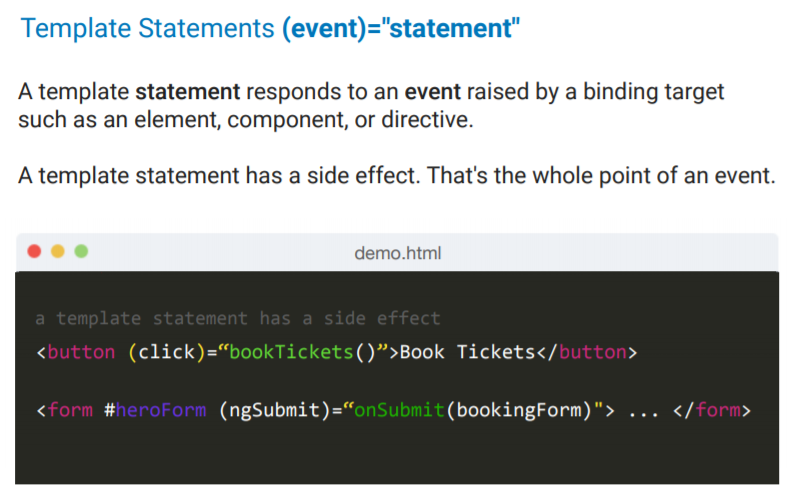 Template Statements (event)="statement"
A template statement responds to an event raised by a binding target
such as an element, component, or directive.
A template statement has a side effect. That's the whole point of an event.
demo.html
a template statement has a side effect
<button (click)=“bookTickets()”>Book Tickets</button>
<form #heroForm (ngSubmit)=“onSubmit(bookingForm)"> ... </form>